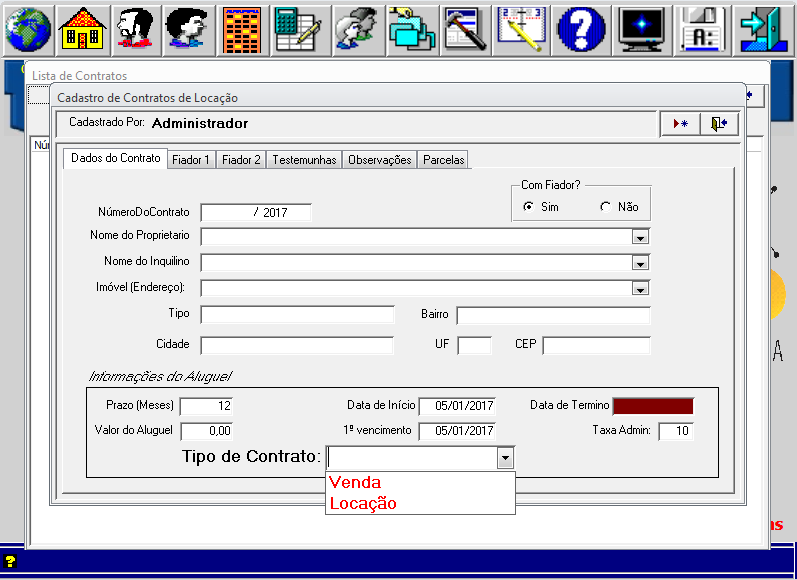 A:
Lista de Contratos
Cadastro de Contratos de Locação
Cadastrado Por: Administrador
Dados do Contrato Fiador 1 Fiador 2 Testemunhas Observações Parcelas
Com Fiador?
Sim Não
NúmeroDoContrato / 2017
Nome do Proprietario
Nome do Inquilino
Imóvel (Endereço):
Tipo Bairro
Cidade UF CEP
Informações do Aluguel
Prazo (Meses) 12 Data de Início 05/01/2017 Data de Termino
Valor do Aluguel 0,00 1º vencimento 05/01/2017 Taxa Admin: 10
Tipo de Contrato:
Venda
Locação